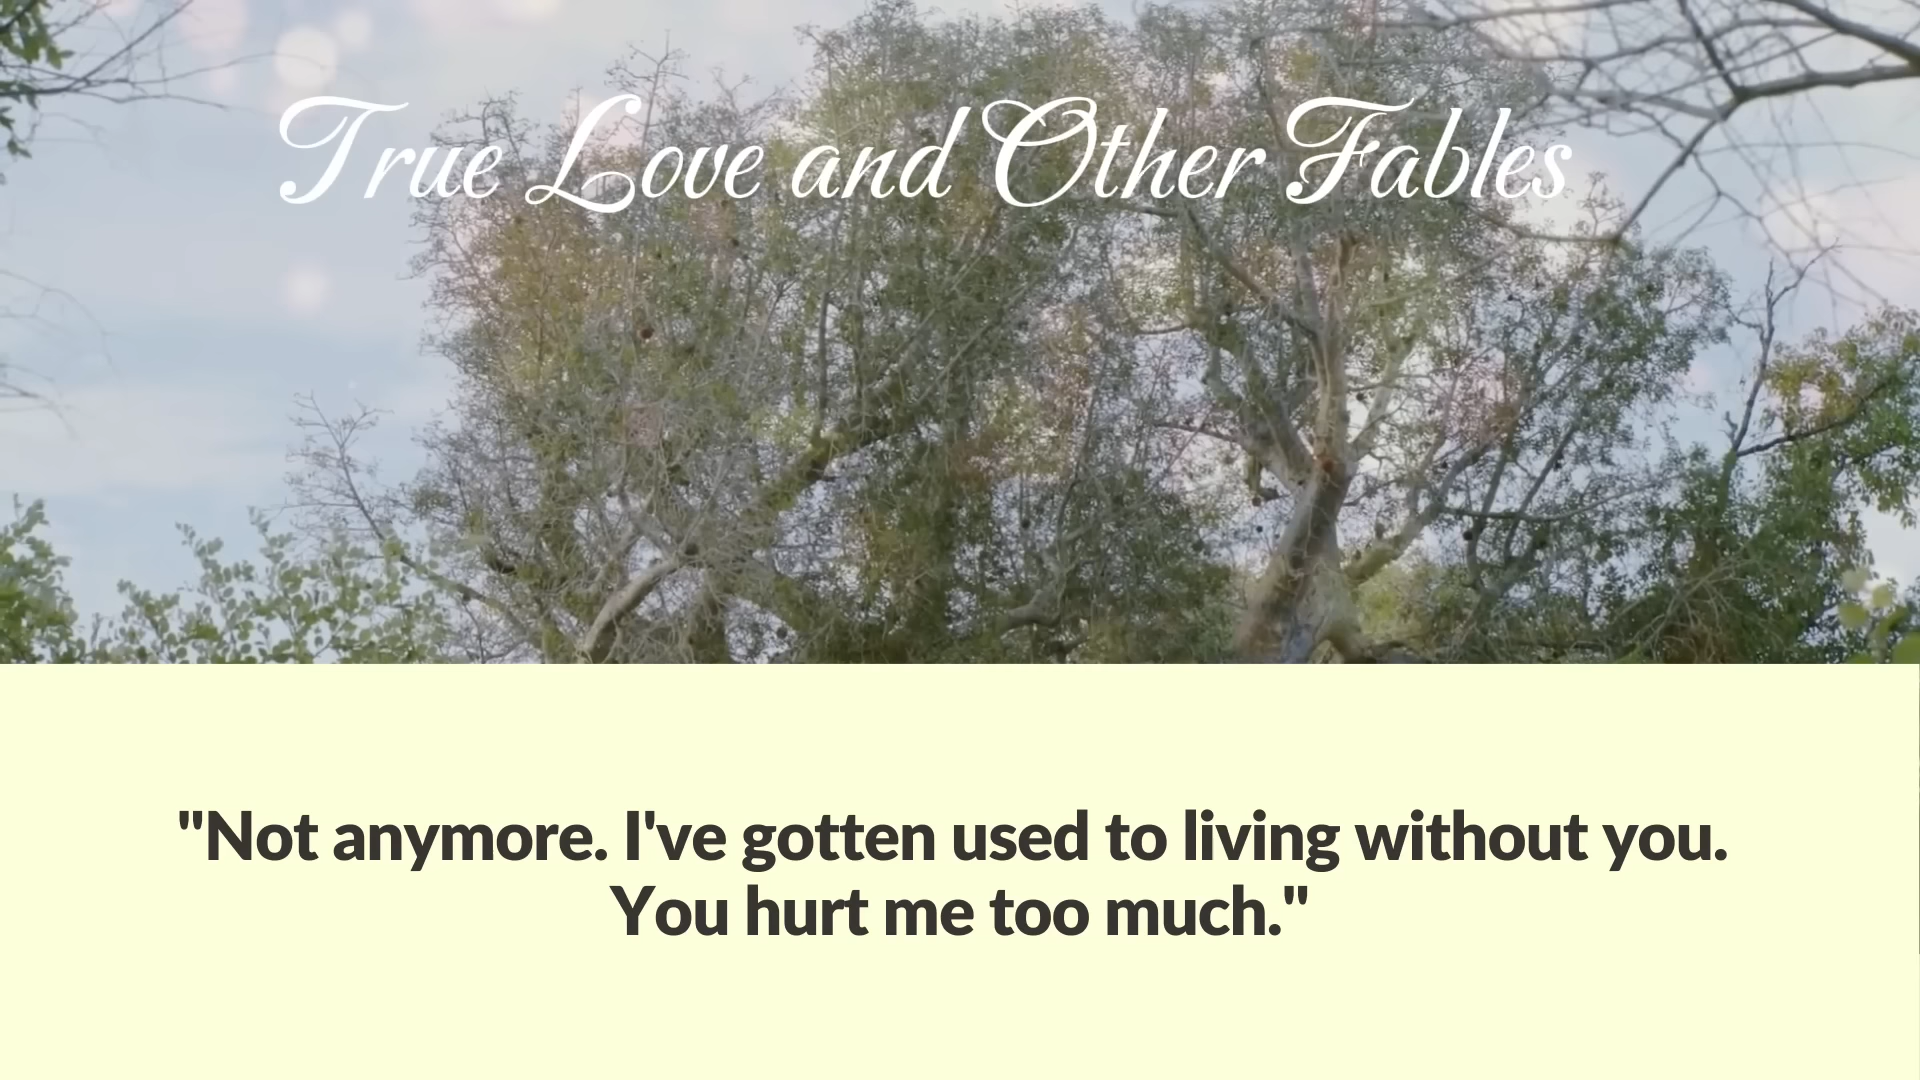 True Love and Other Fables
"Not anymore. I've gotten used to living without you.
You hurt me too much."